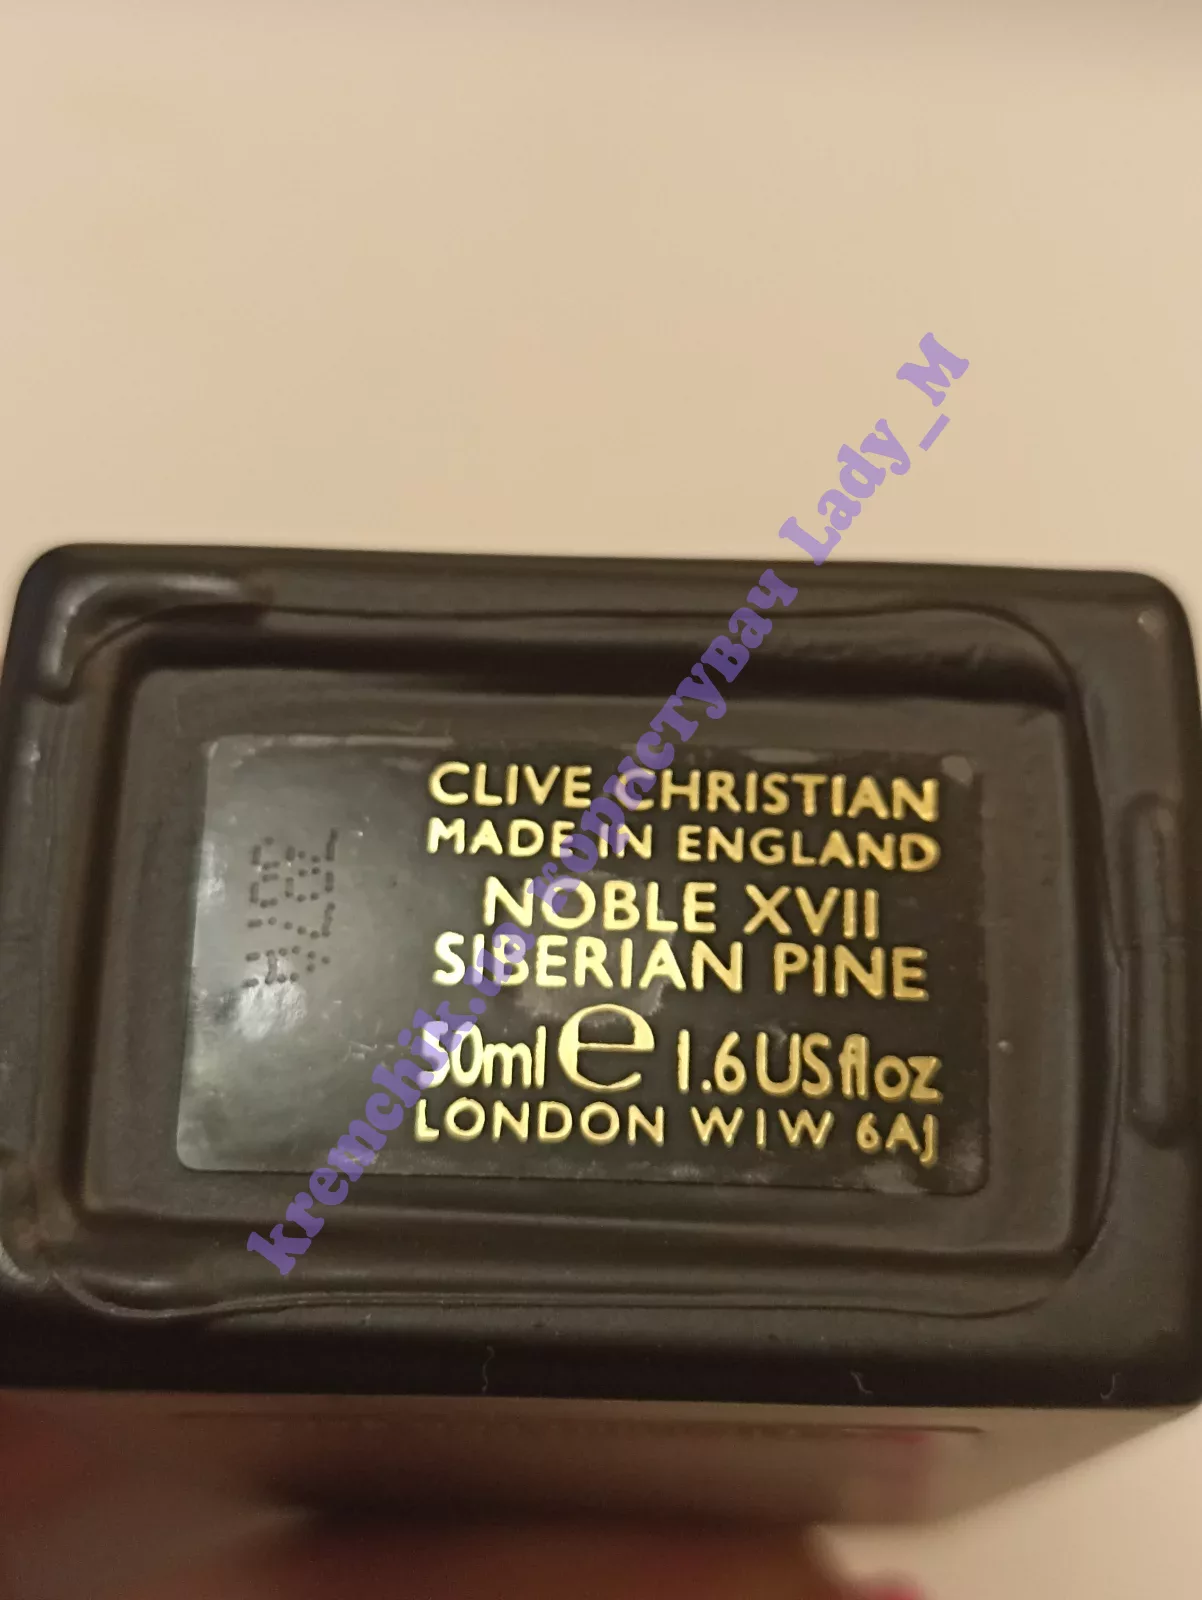 CLIVE CHRISTIAN
MADE IN ENGLAND
NOBLE XVII
SIBERIAN PINE
50ml e 1.6 US fl oz
LONDON W1W 6AJ
kremchik.ua користувач Lady_M